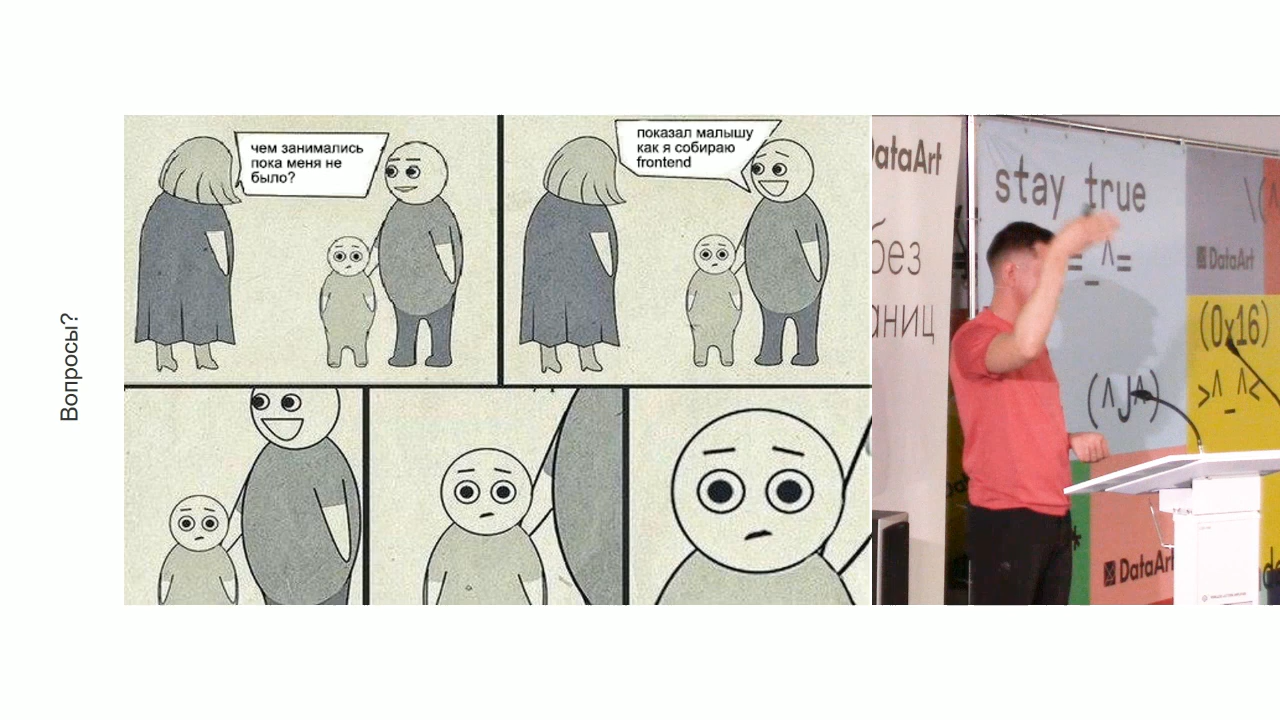 Вопросы?
чем занимались
пока меня не
было?
показал малышу
как я собираю
frontend
DataArt
без
stay true
=_^=
DataArt
(0x16)
(^J^)
>^_^<
DataArt